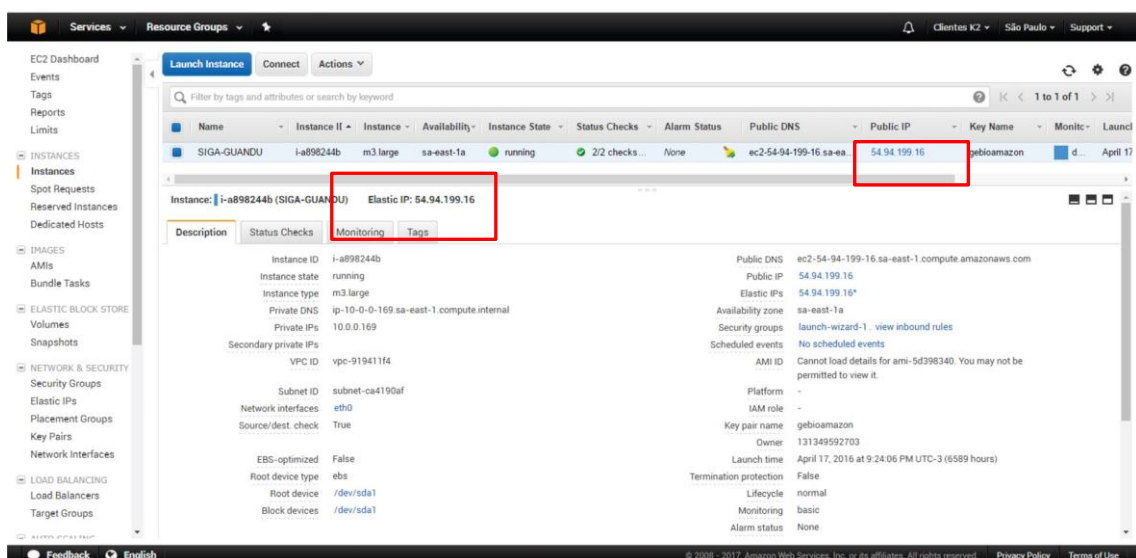 Services Resource Groups Clientes K2 São Paulo Support
EC2 Dashboard
Events
Tags
Reports
Limits
INSTANCES
Instances
Spot Requests
Reserved Instances
Dedicated Hosts
IMAGES
AMIs
Bundle Tasks
ELASTIC BLOCK STORE
Volumes
Snapshots
NETWORK & SECURITY
Security Groups
Elastic IPs
Placement Groups
Key Pairs
Network Interfaces
LOAD BALANCING
Load Balancers
Target Groups
Launch Instance Connect Actions
Filter by tags and attributes or search by keyword 1 to 1 of 1
Name Instance Instance Availability Instance State Status Checks Alarm Status Public DNS Public IP Key Name Launcl
SIGA-GUANDU i-a898244b m3.large sa-east-1a running 2/2 checks... None ec2-54-94-199-16.sa-ea... 54.94.199.16 gebioamazon d... April 17
Instance: i-a898244b (SIGA-GUANDU) Elastic IP: 54.94.199.16
Description Status Checks Monitoring Tags
Instance ID i-a898244b Public DNS ec2-54-94-199-16.sa-east-1.compute.amazonaws.com
Instance state running Public IP 54.94.199.16
Instance type m3.large Elastic IPs 54.94.199.16*
Private DNS ip-10-0-0-169.sa-east-1.compute.internal Availability zone sa-east-1a
Private IPs 10.0.0.169 Security groups launch-wizard-1 . view inbound rules
Secondary private IPs Scheduled events No scheduled events
VPC ID vpc-919411f4 AMI ID Cannot load details for ami-5d398340. You may not be
permitted to view it.
Subnet ID subnet-ca4190af Platform -
Network interfaces eth0 IAM role -
Source/dest. check True Key pair name gebioamazon
Owner 131349592703
EBS-optimized False Launch time April 17, 2016 at 9:24:06 PM UTC-3 (6589 hours)
Root device type ebs Termination protection False
Root device /dev/sda1 Lifecycle normal
Block devices /dev/sda1 Monitoring basic
Alarm status None
Feedback English © 2008 - 2017, Amazon Web Services, Inc. or its affiliates. All rights reserved. Privacy Policy Terms of Use